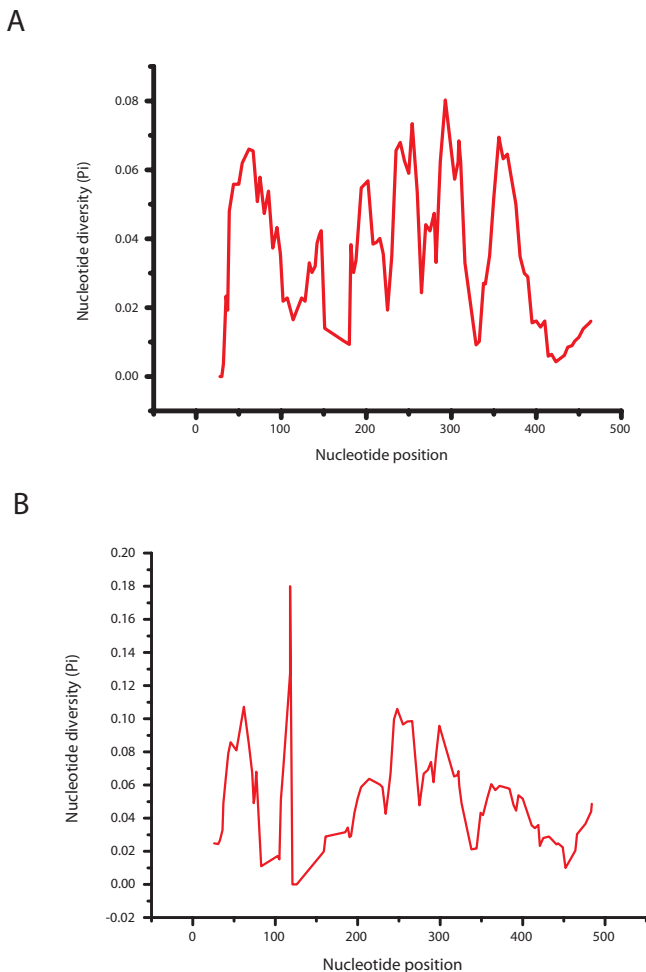 A
0.08
0.06
0.04
0.02
0.00
Nucleotide diversity (Pi)
0 100 200 300 400 500
Nucleotide position
B
0.20
0.18
0.16
0.14
0.12
0.10
0.08
0.06
0.04
0.02
0.00
-0.02
Nucleotide diversity (Pi)
0 100 200 300 400 500
Nucleotide position